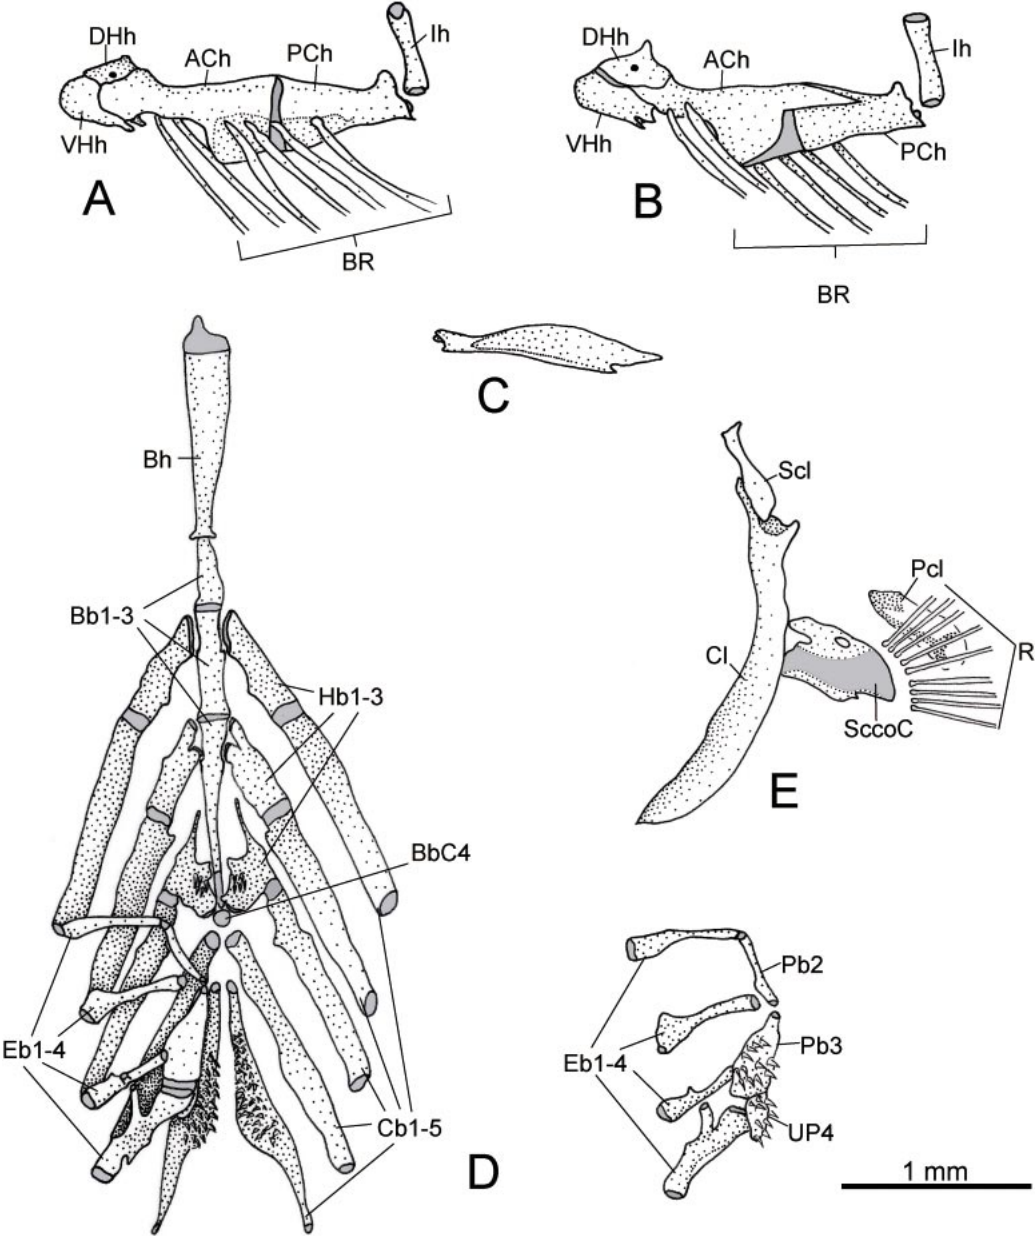 DHh
ACh
PCh
Ih
VHh
A
BR
DHh
ACh
Ih
VHh
PCh
B
BR
C
Bh
Bb1-3
Hb1-3
BbC4
Eb1-4
Cb1-5
D
Scl
Pcl
Cl
R
SccoC
E
Pb2
Pb3
Eb1-4
UP4
1 mm